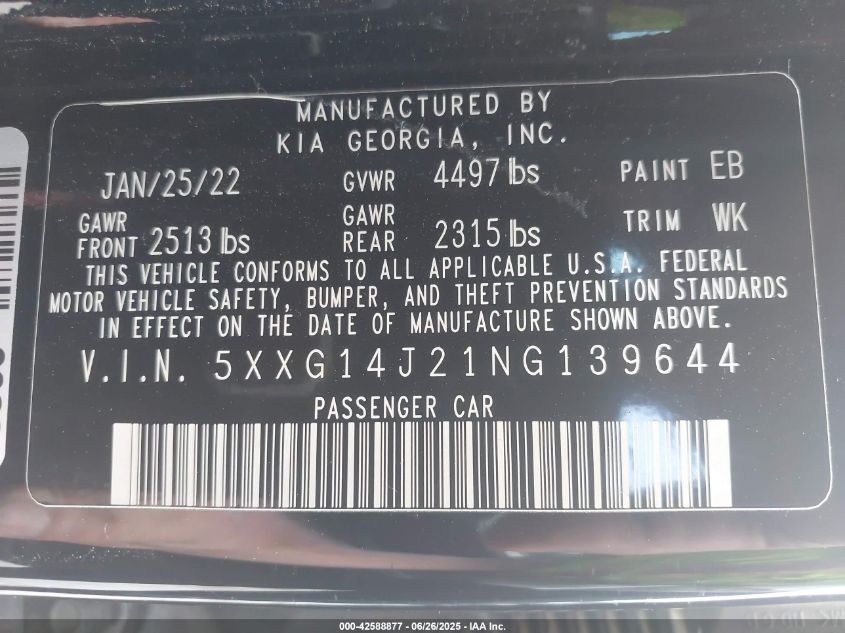 MANUFACTURED BY
KIA GEORGIA, INC.
JAN/25/22 GVWR 4497 lbs PAINT EB
GAWR FRONT 2513 lbs GAWR REAR 2315 lbs TRIM WK
THIS VEHICLE CONFORMS TO ALL APPLICABLE U.S.A. FEDERAL
MOTOR VEHICLE SAFETY, BUMPER, AND THEFT PREVENTION STANDARDS
IN EFFECT ON THE DATE OF MANUFACTURE SHOWN ABOVE.
V.I.N. 5XXG14J21NG139644
PASSENGER CAR
000-42588877 - 06/26/2025 - IAA Inc.